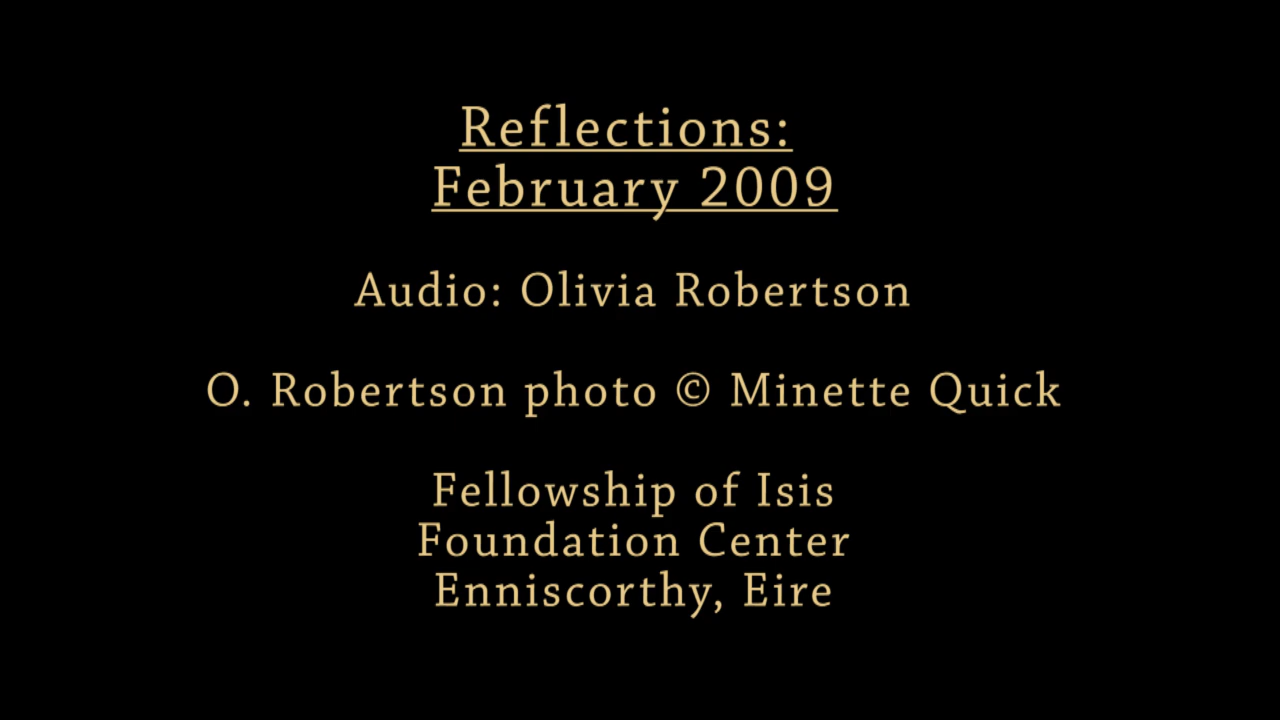 Reflections:
February 2009
Audio: Olivia Robertson
O. Robertson photo © Minette Quick
Fellowship of Isis
Foundation Center
Enniscorthy, Eire